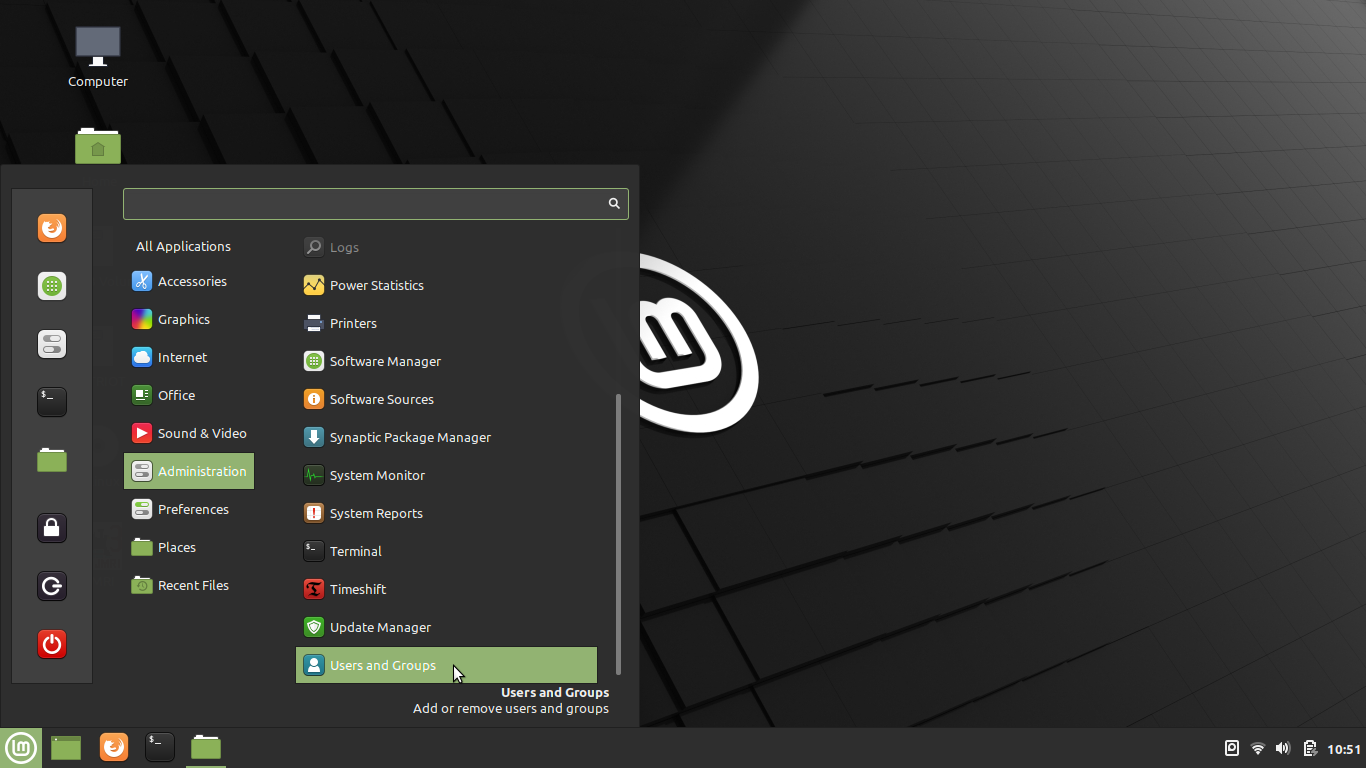 Computer
All Applications
Accessories
Graphics
Internet
Office
Sound & Video
Administration
Preferences
Places
Recent Files
Logs
Power Statistics
Printers
Software Manager
Software Sources
Synaptic Package Manager
System Monitor
System Reports
Terminal
Timeshift
Update Manager
Users and Groups
Users and Groups
Add or remove users and groups
10:51